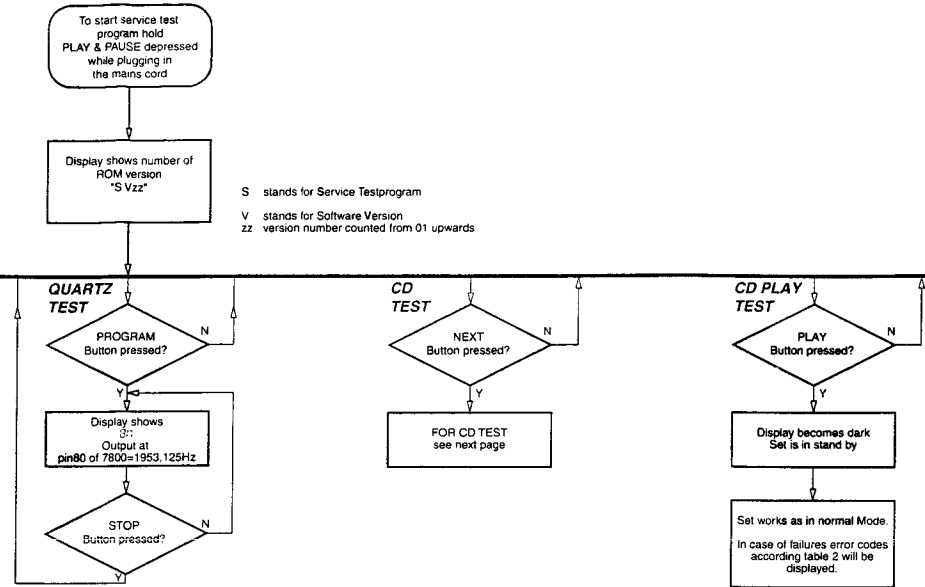 To start service test
program hold
PLAY & PAUSE depressed
while plugging in
the mains cord
Display shows number of
ROM version
"S Vzz"
S stands for Service Testprogram
V stands for Software Version
zz version number counted from 01 upwards
QUARTZ
TEST
PROGRAM
Button pressed?
N
Y
Display shows
Output at
pin80 of 7800=1953.125Hz
STOP
Button pressed?
N
Y
CD
TEST
NEXT
Button pressed?
N
Y
FOR CD TEST
see next page
CD PLAY
TEST
PLAY
Button pressed?
N
Y
Display becomes dark
Set is in stand by
Set works as in normal Mode.
In case of failures error codes
according table 2 will be
displayed.